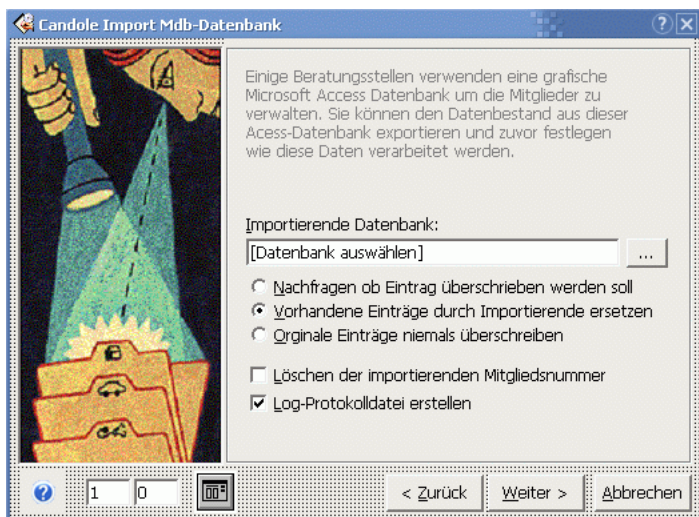 Candole Import Mdb-Datenbank
Einige Beratungsstellen verwenden eine grafische
Microsoft Access Datenbank um die Mitglieder zu
verwalten. Sie können den Datenbestand aus dieser
Acess-Datenbank exportieren und zuvor festlegen
wie diese Daten verarbeitet werden.
Importierende Datenbank:
[Datenbank auswählen] ...
Nachfragen ob Eintrag überschrieben werden soll
Vorhandene Einträge durch Importierende ersetzen
Orginale Einträge niemals überschreiben
Löschen der importierenden Mitgliedsnummer
Log-Protokolldatei erstellen
1 0 < Zurück Weiter > Abbrechen